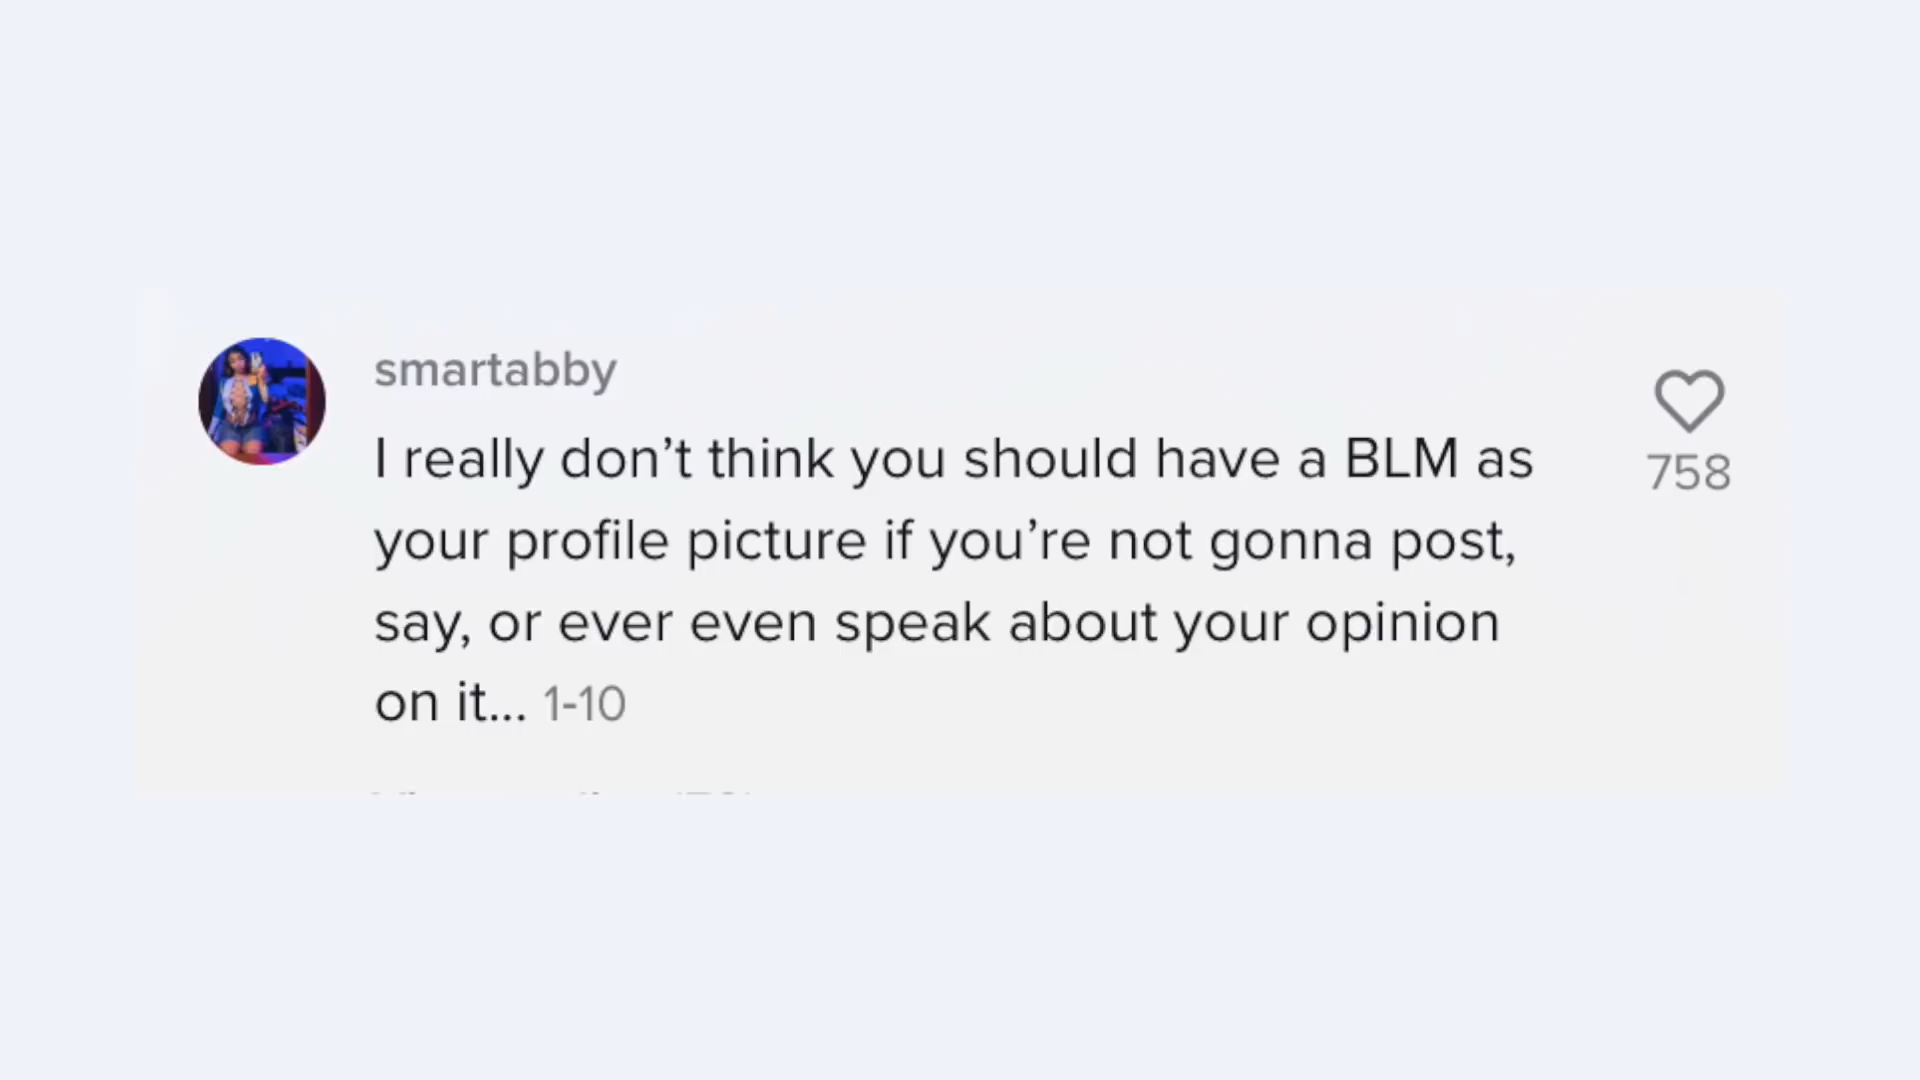 smartabby
I really don’t think you should have a BLM as
your profile picture if you’re not gonna post,
say, or ever even speak about your opinion
on it... 1-10
758